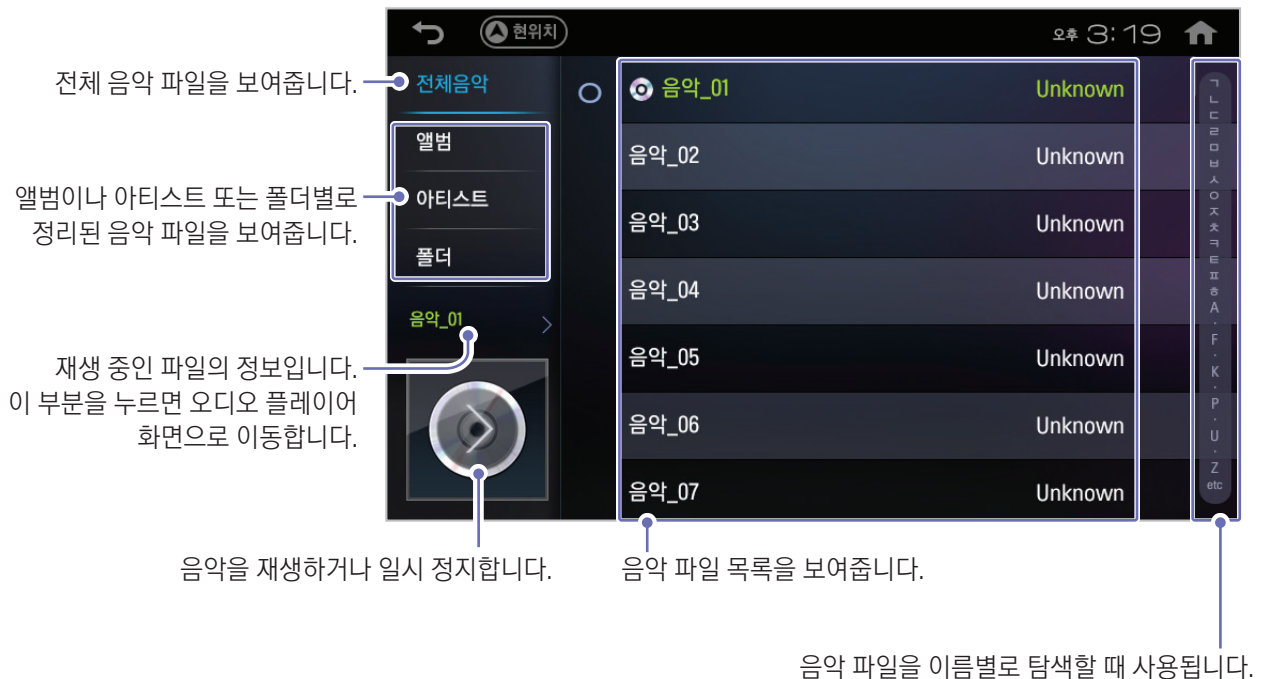 현위치
오후 3:19
전체 음악 파일을 보여줍니다.
전체음악
앨범이나 아티스트 또는 폴더별로
정리된 음악 파일을 보여줍니다.
앨범
아티스트
폴더
재생 중인 파일의 정보입니다.
이 부분을 누르면 오디오 플레이어
화면으로 이동합니다.
음악_01
음악_01 Unknown
음악_02 Unknown
음악_03 Unknown
음악_04 Unknown
음악_05 Unknown
음악_06 Unknown
음악_07 Unknown
ㄱ
ㄴ
ㄷ
ㄹ
ㅁ
ㅂ
ㅅ
ㅇ
ㅈ
ㅊ
ㅋ
ㅌ
ㅍ
ㅎ
A
·
F
·
K
·
P
·
U
·
Z
etc
음악을 재생하거나 일시 정지합니다.
음악 파일 목록을 보여줍니다.
음악 파일을 이름별로 탐색할 때 사용됩니다.